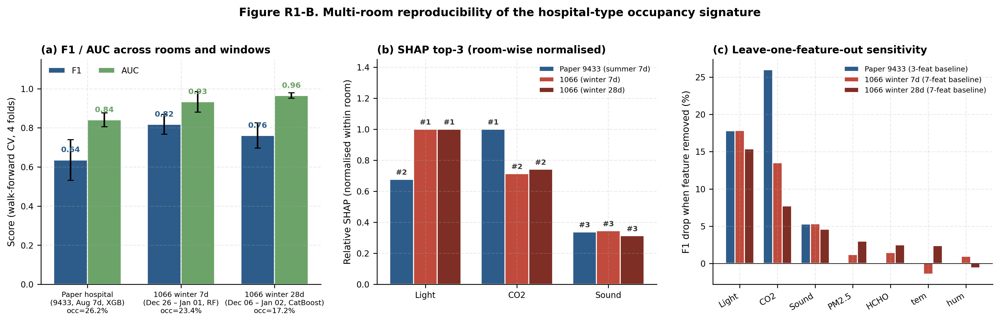 Figure R1-B. Multi-room reproducibility of the hospital-type occupancy signature
(a) F1 / AUC across rooms and windows
F1
AUC
Score (walk-forward CV, 4 folds)
1.0
0.8
0.6
0.4
0.2
0.0
0.64
0.84
0.82
0.93
0.76
0.96
Paper hospital
(9433, Aug 7d, XGB)
occ=26.2%
1066 winter 7d
(Dec 26 – Jan 01, RF)
occ=23.4%
1066 winter 28d
(Dec 06 – Jan 02, CatBoost)
occ=17.2%
(b) SHAP top-3 (room-wise normalised)
Paper 9433 (summer 7d)
1066 (winter 7d)
1066 (winter 28d)
Relative SHAP (normalised within room)
1.4
1.2
1.0
0.8
0.6
0.4
0.2
0.0
#2
#1
#1
#1
#2
#2
#3
#3
#3
Light
CO2
Sound
(c) Leave-one-feature-out sensitivity
Paper 9433 (3-feat baseline)
1066 winter 7d (7-feat baseline)
1066 winter 28d (7-feat baseline)
F1 drop when feature removed (%)
25
20
15
10
5
0
Light
CO2
Sound
PM2.5
HCHO
tem
hum